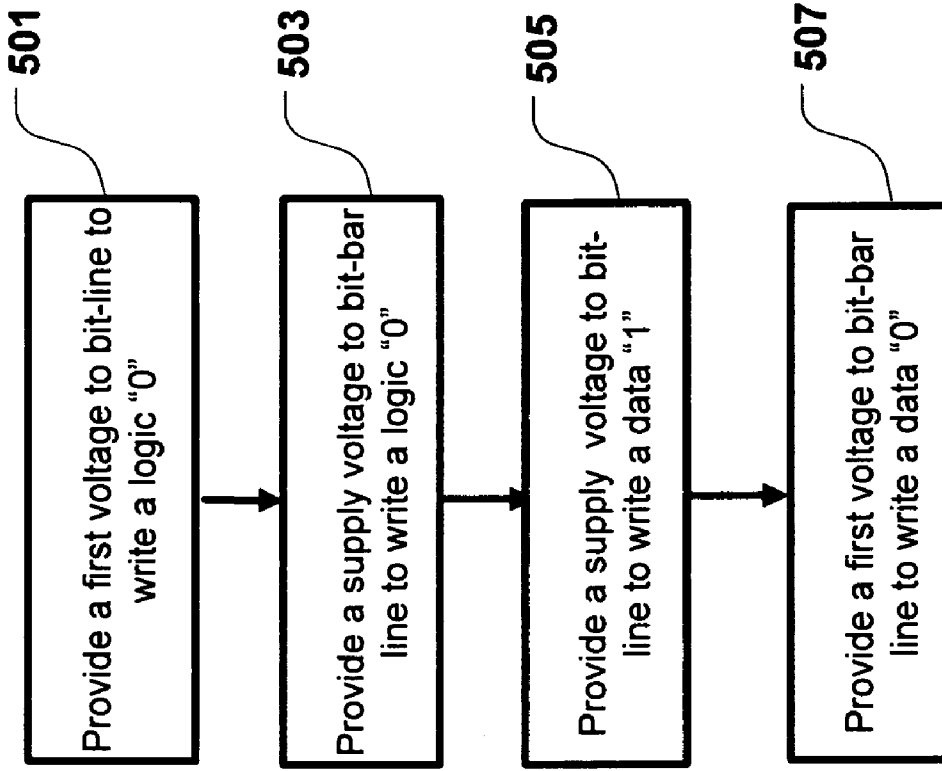 501
Provide a first voltage to bit-line to
write a logic “0”
503
Provide a supply voltage to bit-bar
line to write a logic “0”
505
Provide a supply voltage to bit-
line to write a data “1”
507
Provide a first voltage to bit-bar
line to write a data “0”